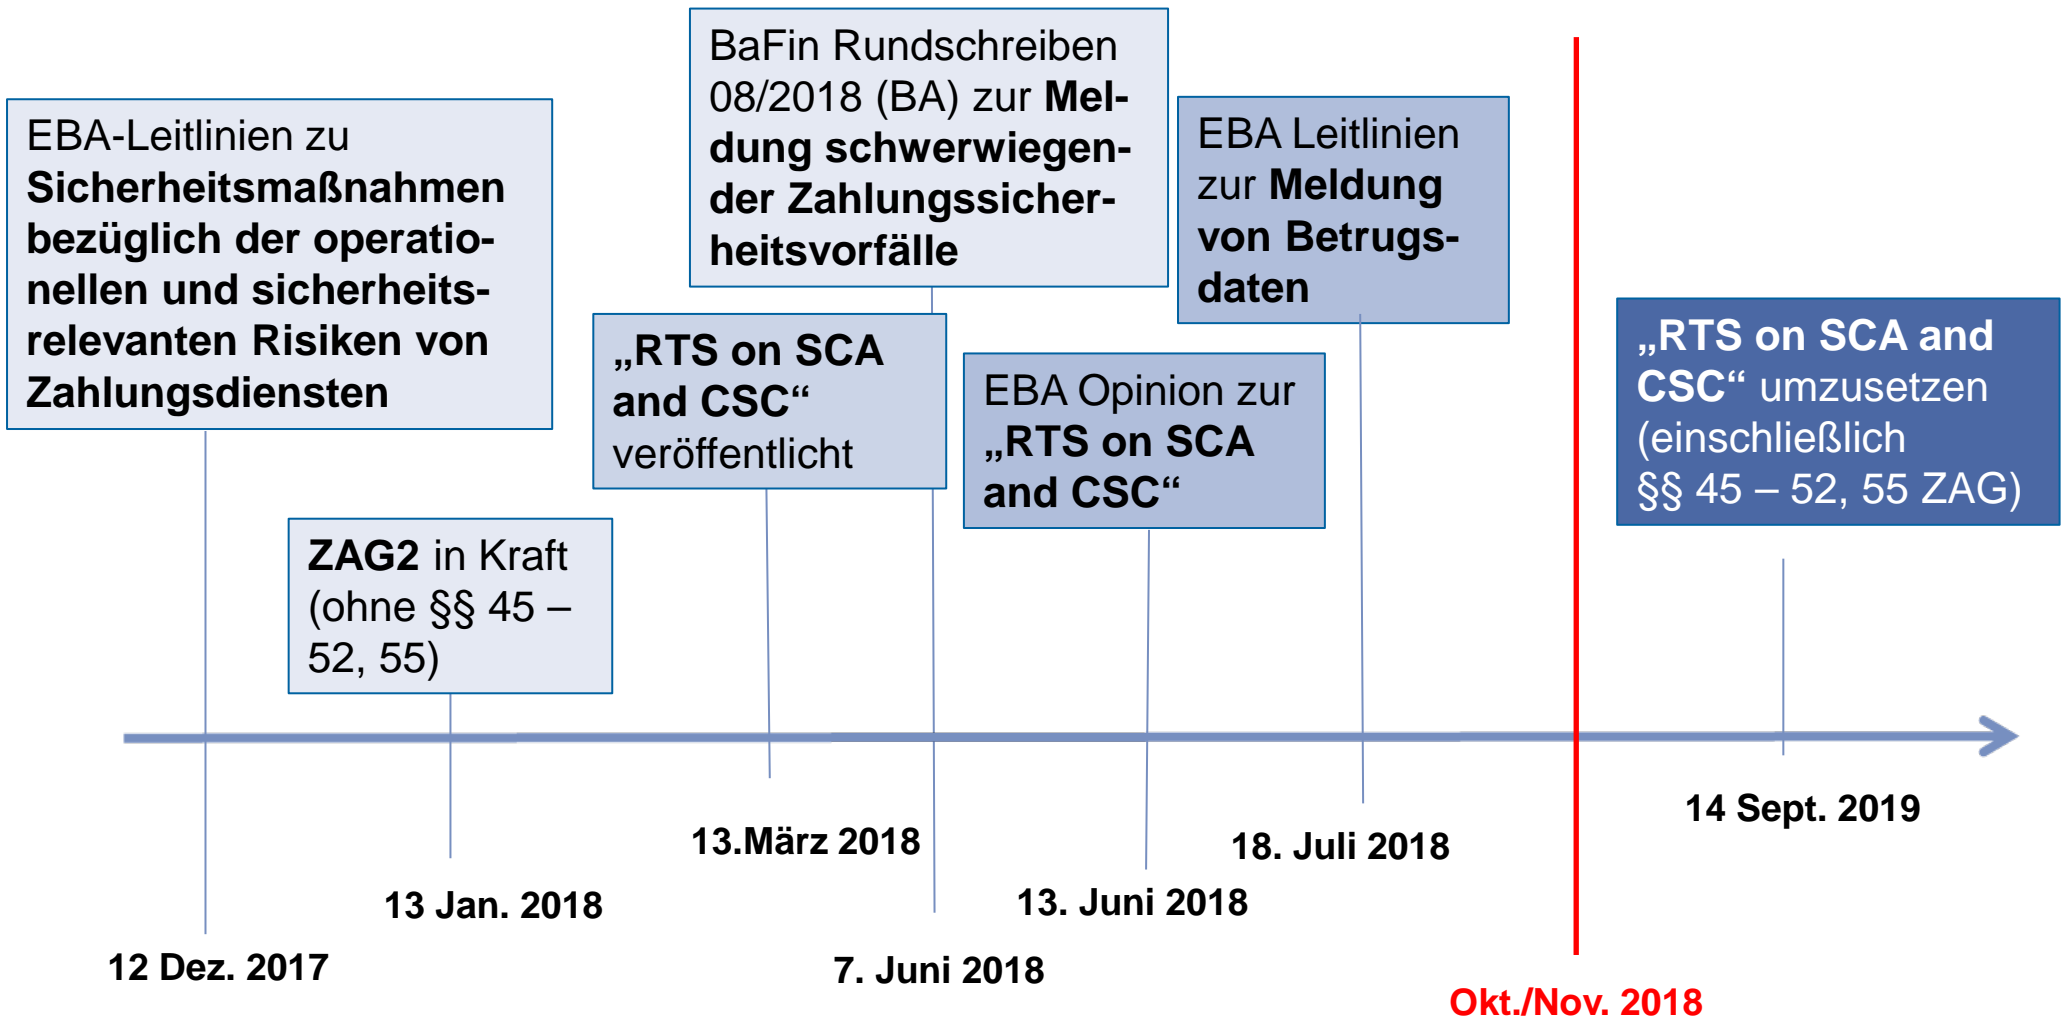 EBA-Leitlinien zu
Sicherheitsmaßnahmen
bezüglich der operatio-
nellen und sicherheits-
relevanten Risiken von
Zahlungsdiensten
ZAG2 in Kraft
(ohne §§ 45 –
52, 55)
„RTS on SCA
and CSC“
veröffentlicht
BaFin Rundschreiben
08/2018 (BA) zur Mel-
dung schwerwiegen-
der Zahlungssicher-
heitsvorfälle
EBA Opinion zur
„RTS on SCA
and CSC“
EBA Leitlinien
zur Meldung
von Betrugs-
daten
„RTS on SCA and
CSC“ umzusetzen
(einschließlich
§§ 45 – 52, 55 ZAG)
12 Dez. 2017
13 Jan. 2018
13.März 2018
7. Juni 2018
13. Juni 2018
18. Juli 2018
Okt./Nov. 2018
14 Sept. 2019